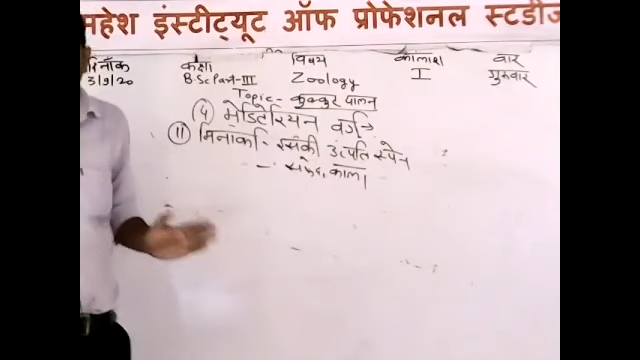 महेश इंस्टीट्यूट ऑफ प्रोफेशनल स्टडीज
दिनाँक कक्षा विषय कालांश वार
3/9/20 B.Sc Part-III Zoology I गुरुवार
Topic - कुक्कुट पालन
(4) मेडिटेरियन वर्ग →
(ii) मिनार्का - इसकी उत्पति स्पेन
- सफेद, काला